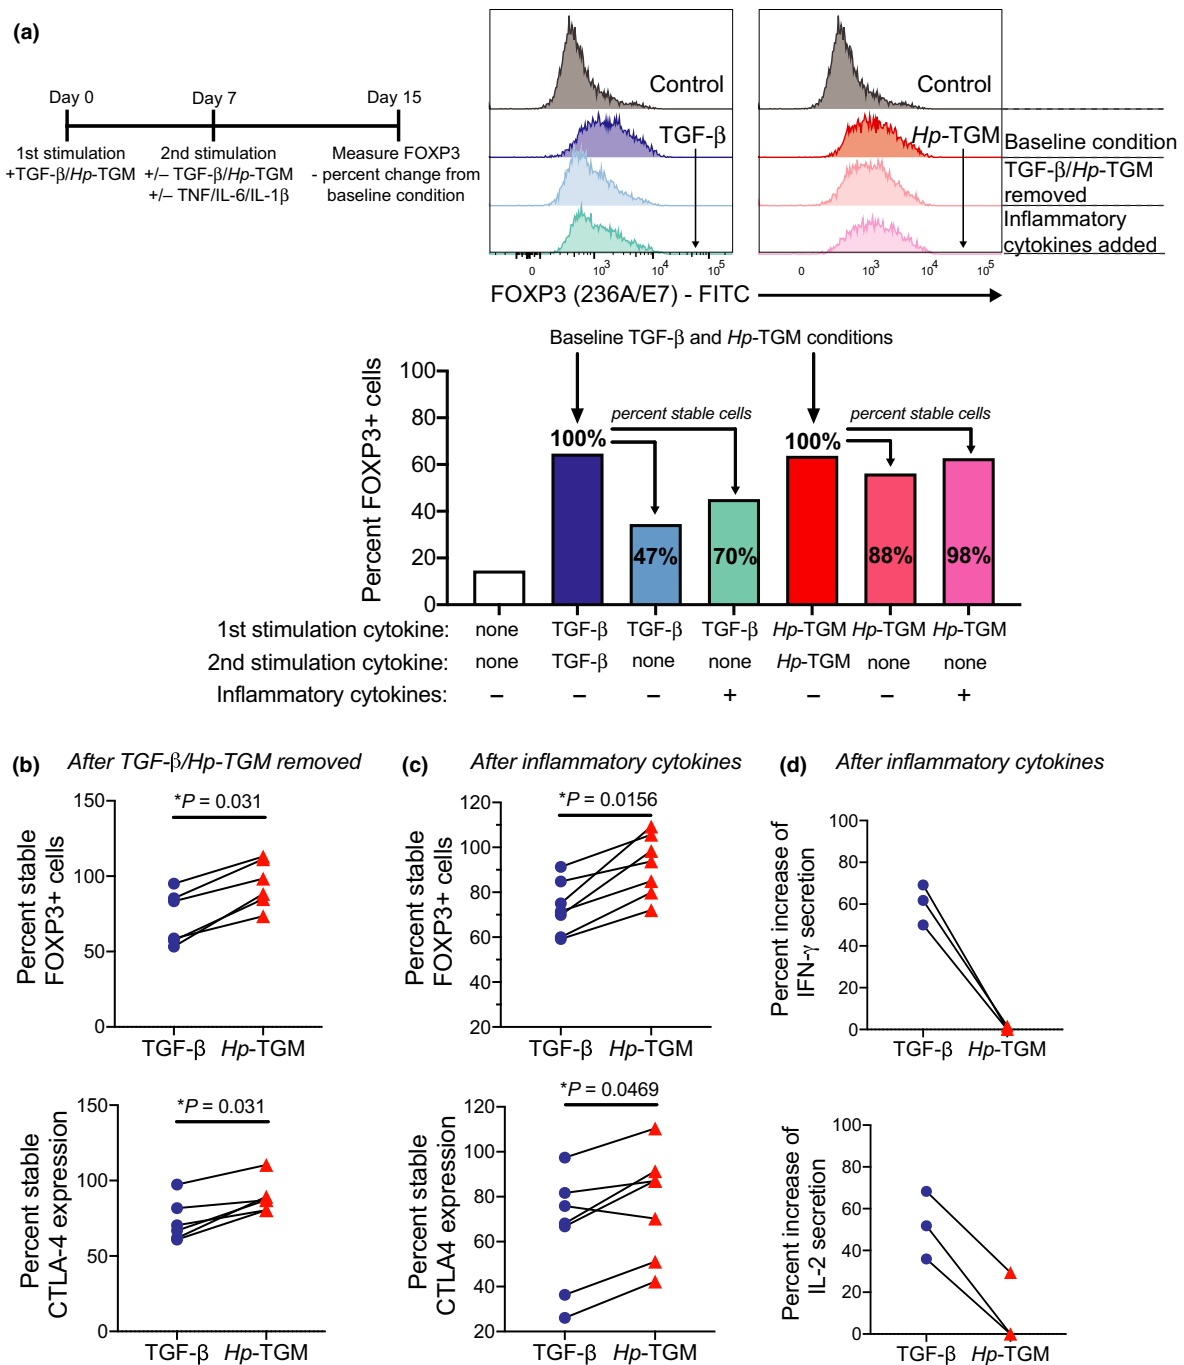 (a)
Day 0
Day 7
Day 15
1st stimulation
+TGF-β/Hp-TGM
2nd stimulation
+/– TGF-β/Hp-TGM
+/– TNF/IL-6/IL-1β
Measure FOXP3
- percent change from
baseline condition
Control
TGF-β
0 10³ 10⁴ 10⁵
Control
Hp-TGM
0 10³ 10⁴ 10⁵
Baseline condition
TGF-β/Hp-TGM
removed
Inflammatory
cytokines added
FOXP3 (236A/E7) - FITC
Baseline TGF-β and Hp-TGM conditions
Percent FOXP3+ cells
100
80
60
40
20
0
percent stable cells
percent stable cells
100%
47%
70%
100%
88%
98%
1st stimulation cytokine: none TGF-β TGF-β TGF-β Hp-TGM Hp-TGM Hp-TGM
2nd stimulation cytokine: none TGF-β none none Hp-TGM none none
Inflammatory cytokines: – – – + – – +
(b) After TGF-β/Hp-TGM removed
*P = 0.031
Percent stable
FOXP3+ cells
150
100
50
0
TGF-β Hp-TGM
*P = 0.031
Percent stable
CTLA-4 expression
150
100
50
0
TGF-β Hp-TGM
(c) After inflammatory cytokines
*P = 0.0156
Percent stable
FOXP3+ cells
120
100
80
60
40
20
TGF-β Hp-TGM
*P = 0.0469
Percent stable
CTLA4 expression
120
100
80
60
40
20
TGF-β Hp-TGM
(d) After inflammatory cytokines
Percent increase of
IFN-γ secretion
100
80
60
40
20
0
TGF-β Hp-TGM
Percent increase of
IL-2 secretion
100
80
60
40
20
0
TGF-β Hp-TGM